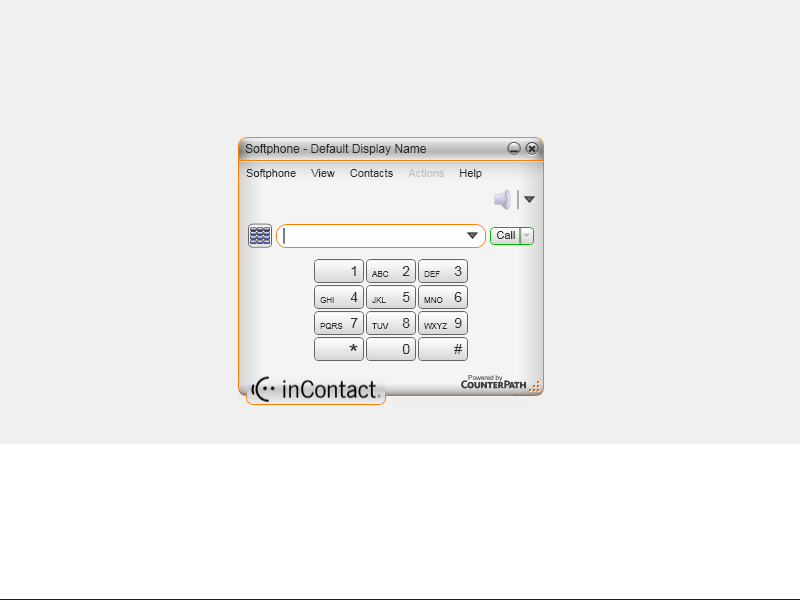 Softphone - Default Display Name
Softphone View Contacts Actions Help
Call
1 ABC 2 DEF 3
GHI 4 JKL 5 MNO 6
PQRS 7 TUV 8 WXYZ 9
* 0 #
Powered by
COUNTERPATH
inContact